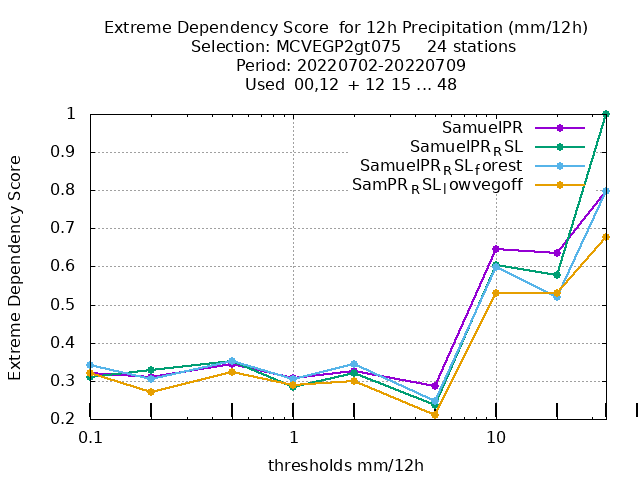 Extreme Dependency Score for 12h Precipitation (mm/12h)
Selection: MCVEGP2gt075 24 stations
Period: 20220702-20220709
Used 00,12 + 12 15 ... 48
1
0.9
0.8
0.7
0.6
0.5
0.4
0.3
0.2
Extreme Dependency Score
SamuelPR
SamuelPR_RSL
SamuelPR_RSL_forest
SamPR_RSL_lowvegoff
0.1 1 10
thresholds mm/12h